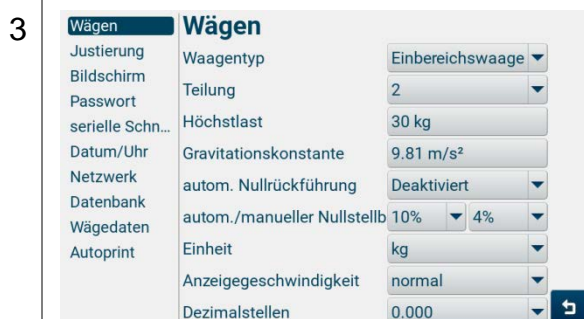 3
Wägen
Justierung
Bildschirm
Passwort
serielle Schn...
Datum/Uhr
Netzwerk
Datenbank
Wägedaten
Autoprint
Wägen
Waagentyp Einbereichswaage
Teilung 2
Höchstlast 30 kg
Gravitationskonstante 9.81 m/s²
autom. Nullrückführung Deaktiviert
autom./manueller Nullstellb 10% 4%
Einheit kg
Anzeigegeschwindigkeit normal
Dezimalstellen 0.000